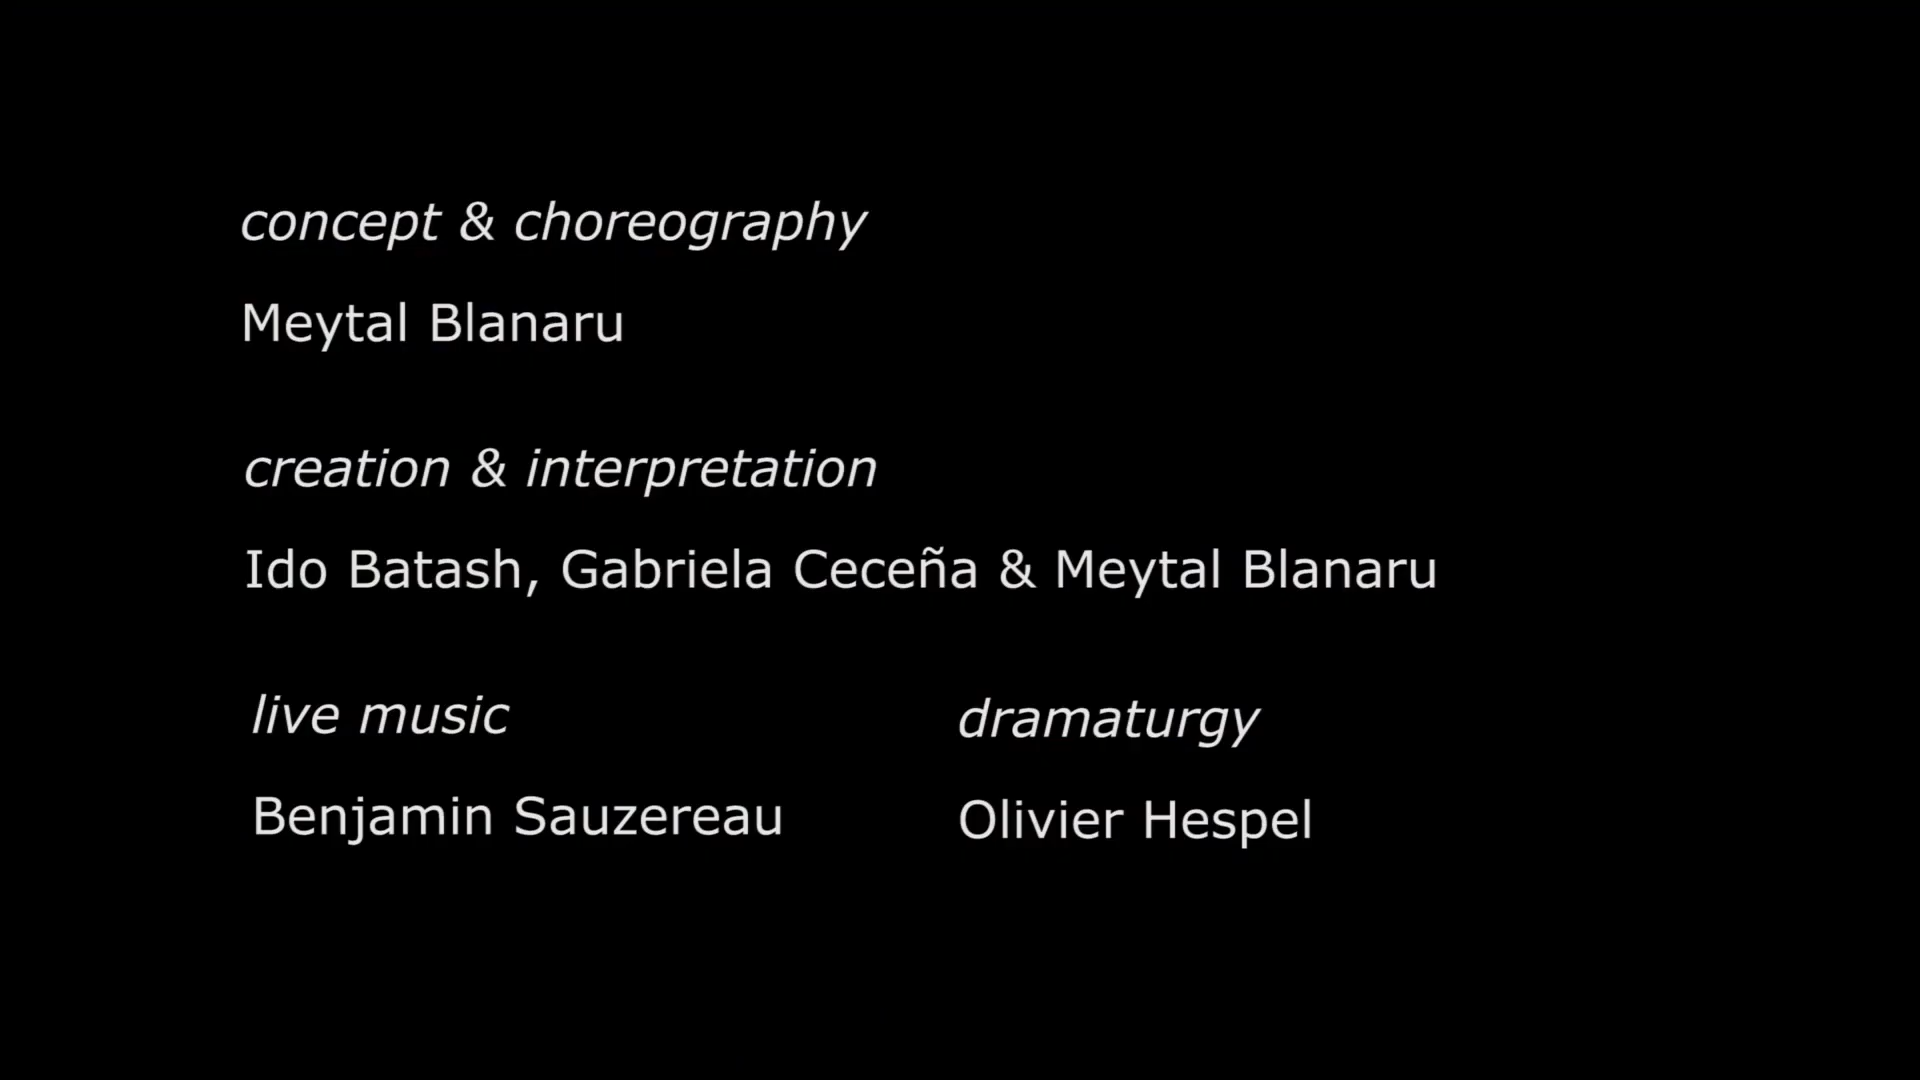 concept & choreography
Meytal Blanaru
creation & interpretation
Ido Batash, Gabriela Ceceña & Meytal Blanaru
live music
Benjamin Sauzereau
dramaturgy
Olivier Hespel